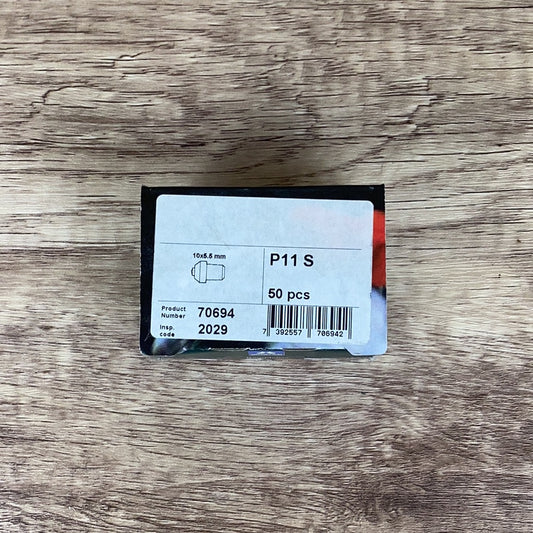 10x5.5 mm
P11 S
50 pcs
Product
Number
70694
Insp.
code
2029
7 392557 706942